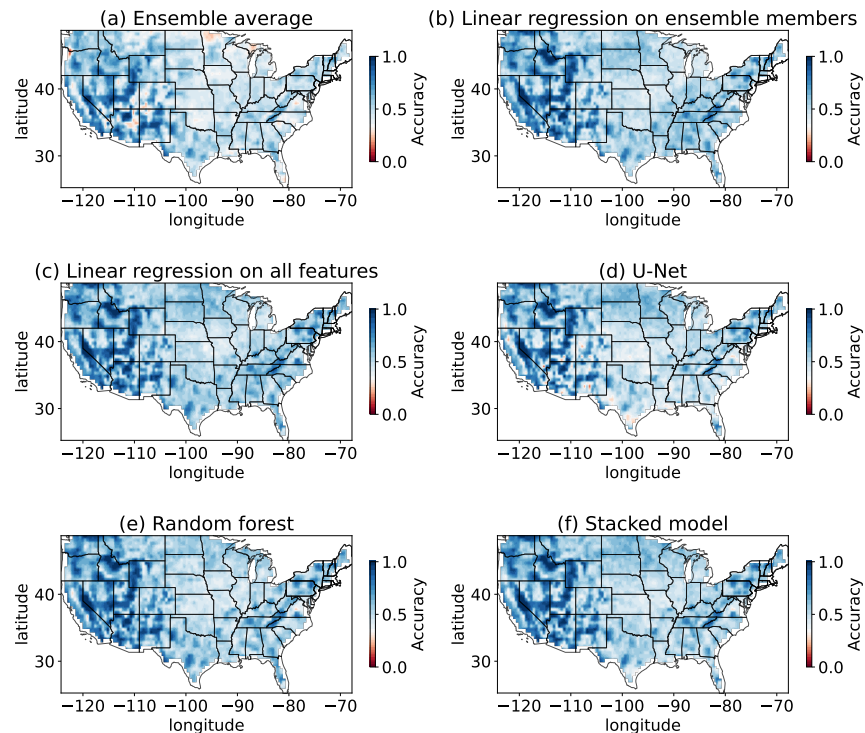 (a) Ensemble average
(b) Linear regression on ensemble members
latitude
40
30
−120 −110 −100 −90 −80 −70
longitude
1.0
0.5
0.0
Accuracy
latitude
40
30
−120 −110 −100 −90 −80 −70
longitude
1.0
0.5
0.0
Accuracy
(c) Linear regression on all features
(d) U-Net
latitude
40
30
−120 −110 −100 −90 −80 −70
longitude
1.0
0.5
0.0
Accuracy
latitude
40
30
−120 −110 −100 −90 −80 −70
longitude
1.0
0.5
0.0
Accuracy
(e) Random forest
(f) Stacked model
latitude
40
30
−120 −110 −100 −90 −80 −70
longitude
1.0
0.5
0.0
Accuracy
latitude
40
30
−120 −110 −100 −90 −80 −70
longitude
1.0
0.5
0.0
Accuracy